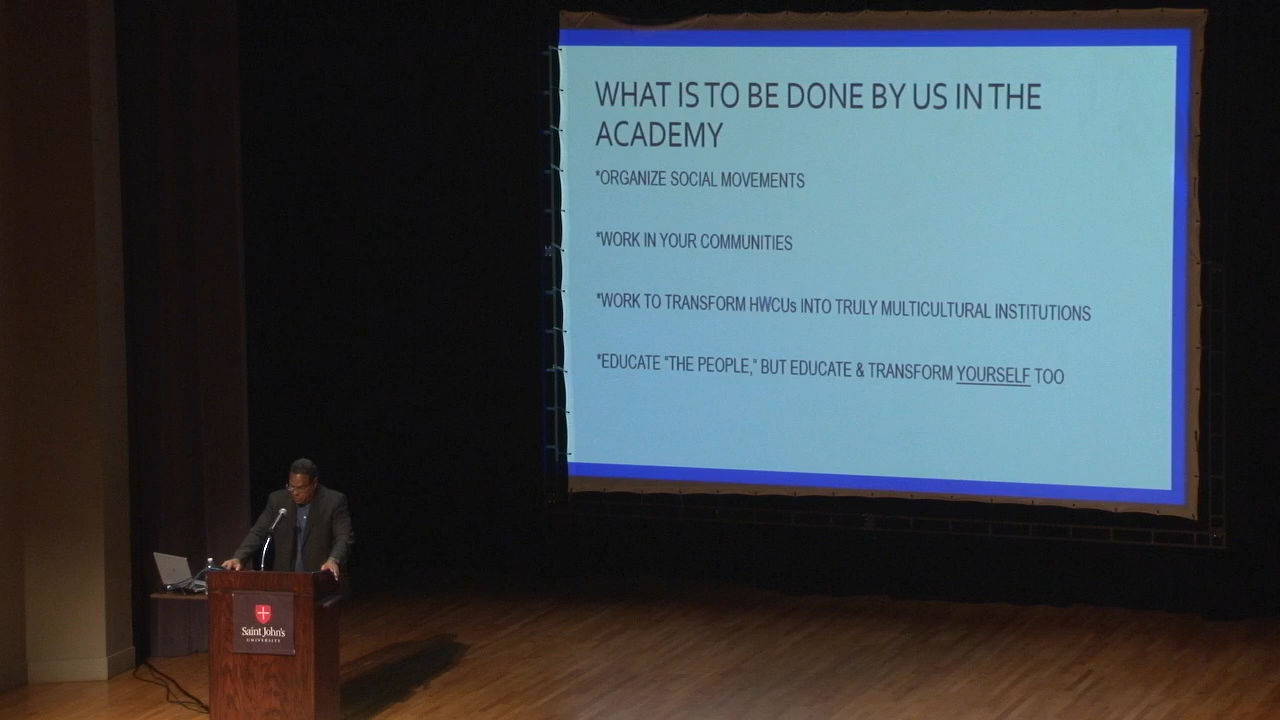 WHAT IS TO BE DONE BY US IN THE
ACADEMY
*ORGANIZE SOCIAL MOVEMENTS
*WORK IN YOUR COMMUNITIES
*WORK TO TRANSFORM HWCUs INTO TRULY MULTICULTURAL INSTITUTIONS
*EDUCATE "THE PEOPLE," BUT EDUCATE & TRANSFORM YOURSELF TOO
Saint John's
UNIVERSITY